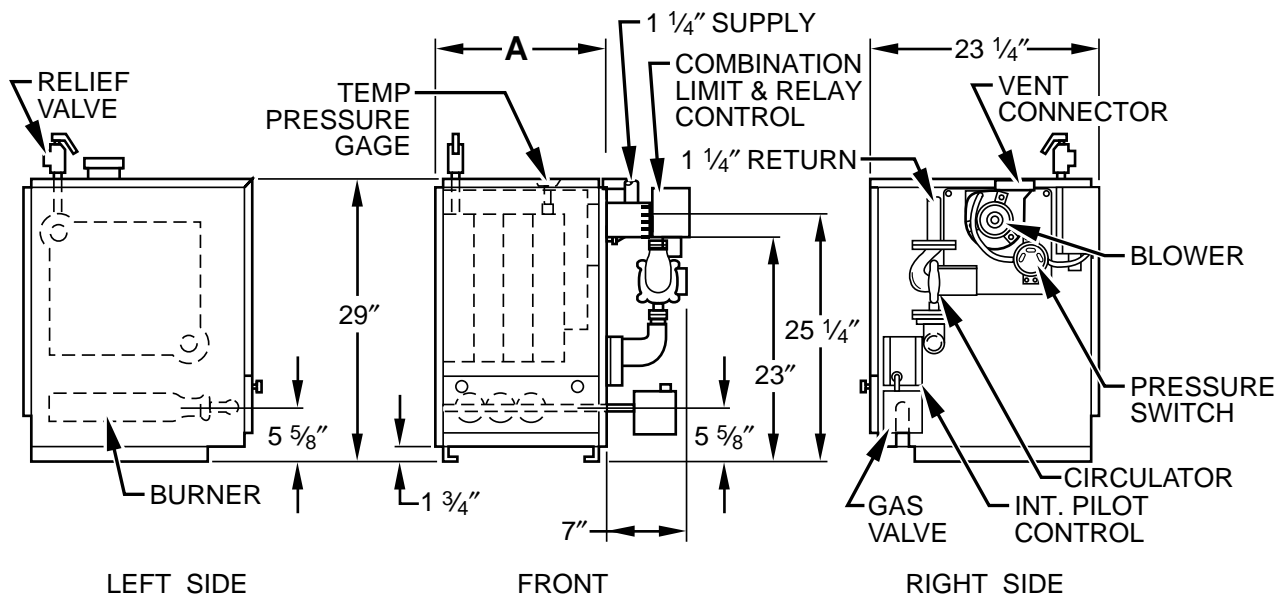 1 ¼″ SUPPLY
A
23 ¼″
RELIEF
VALVE
TEMP
PRESSURE
GAGE
COMBINATION
LIMIT & RELAY
CONTROL
VENT
CONNECTOR
1 ¼″ RETURN
BLOWER
29″
25 ¼″
23″
PRESSURE
SWITCH
5 ⅝″
5 ⅝″
BURNER
1 ¾″
7″
CIRCULATOR
GAS
VALVE
INT. PILOT
CONTROL
LEFT SIDE
FRONT
RIGHT SIDE